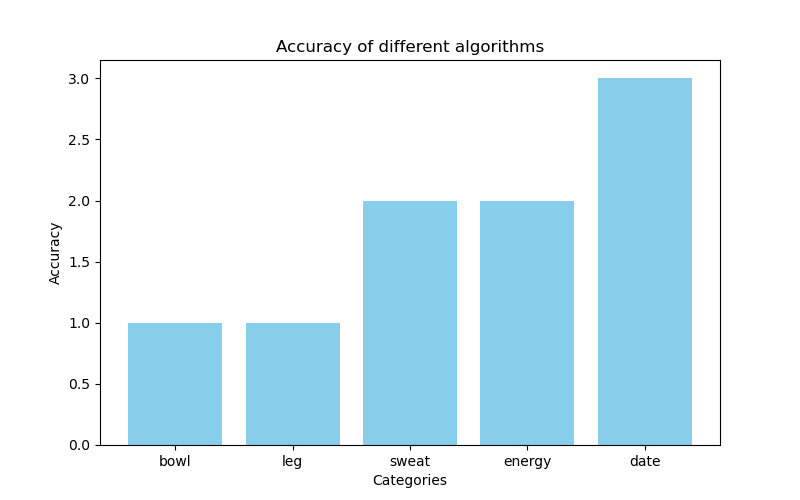 Accuracy of different algorithms
3.0
2.5
2.0
1.5
1.0
0.5
0.0
Accuracy
bowl leg sweat energy date
Categories